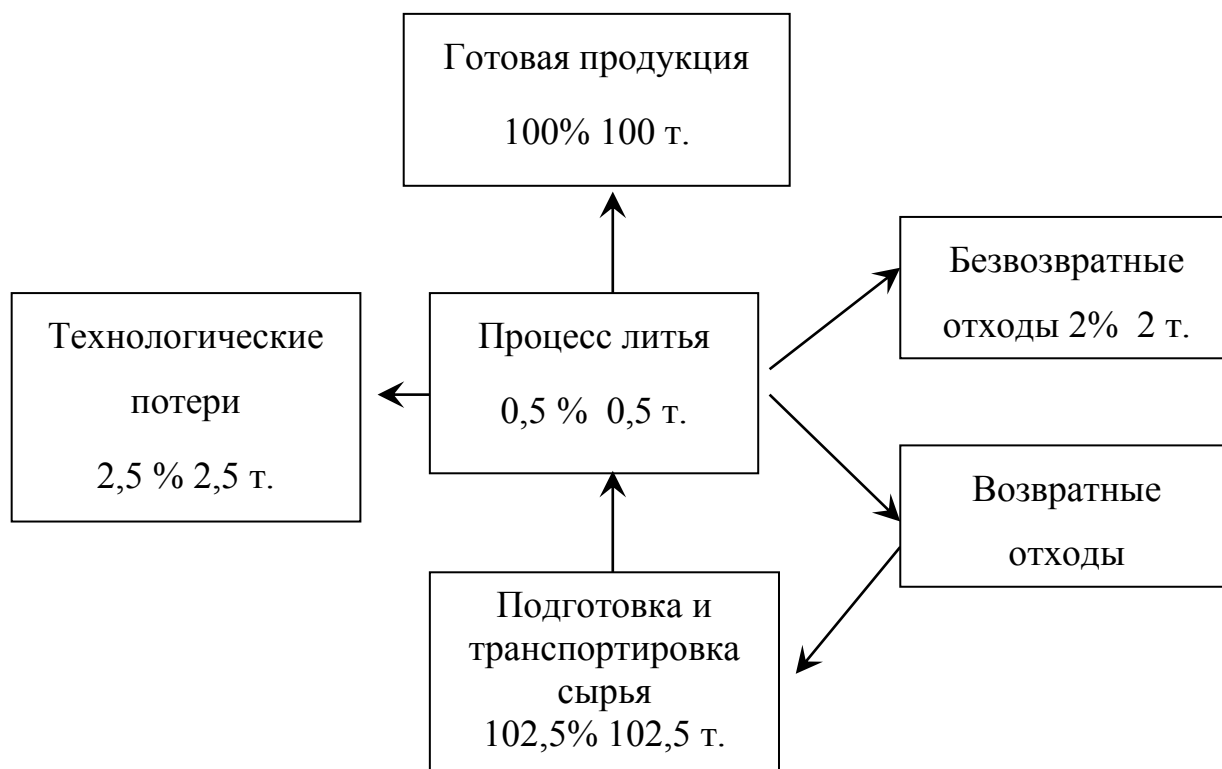 Готовая продукция
100% 100 т.
Безвозвратные
отходы 2% 2 т.
Технологические
потери
2,5 % 2,5 т.
Процесс литья
0,5 % 0,5 т.
Возвратные
отходы
Подготовка и
транспортировка
сырья
102,5% 102,5 т.